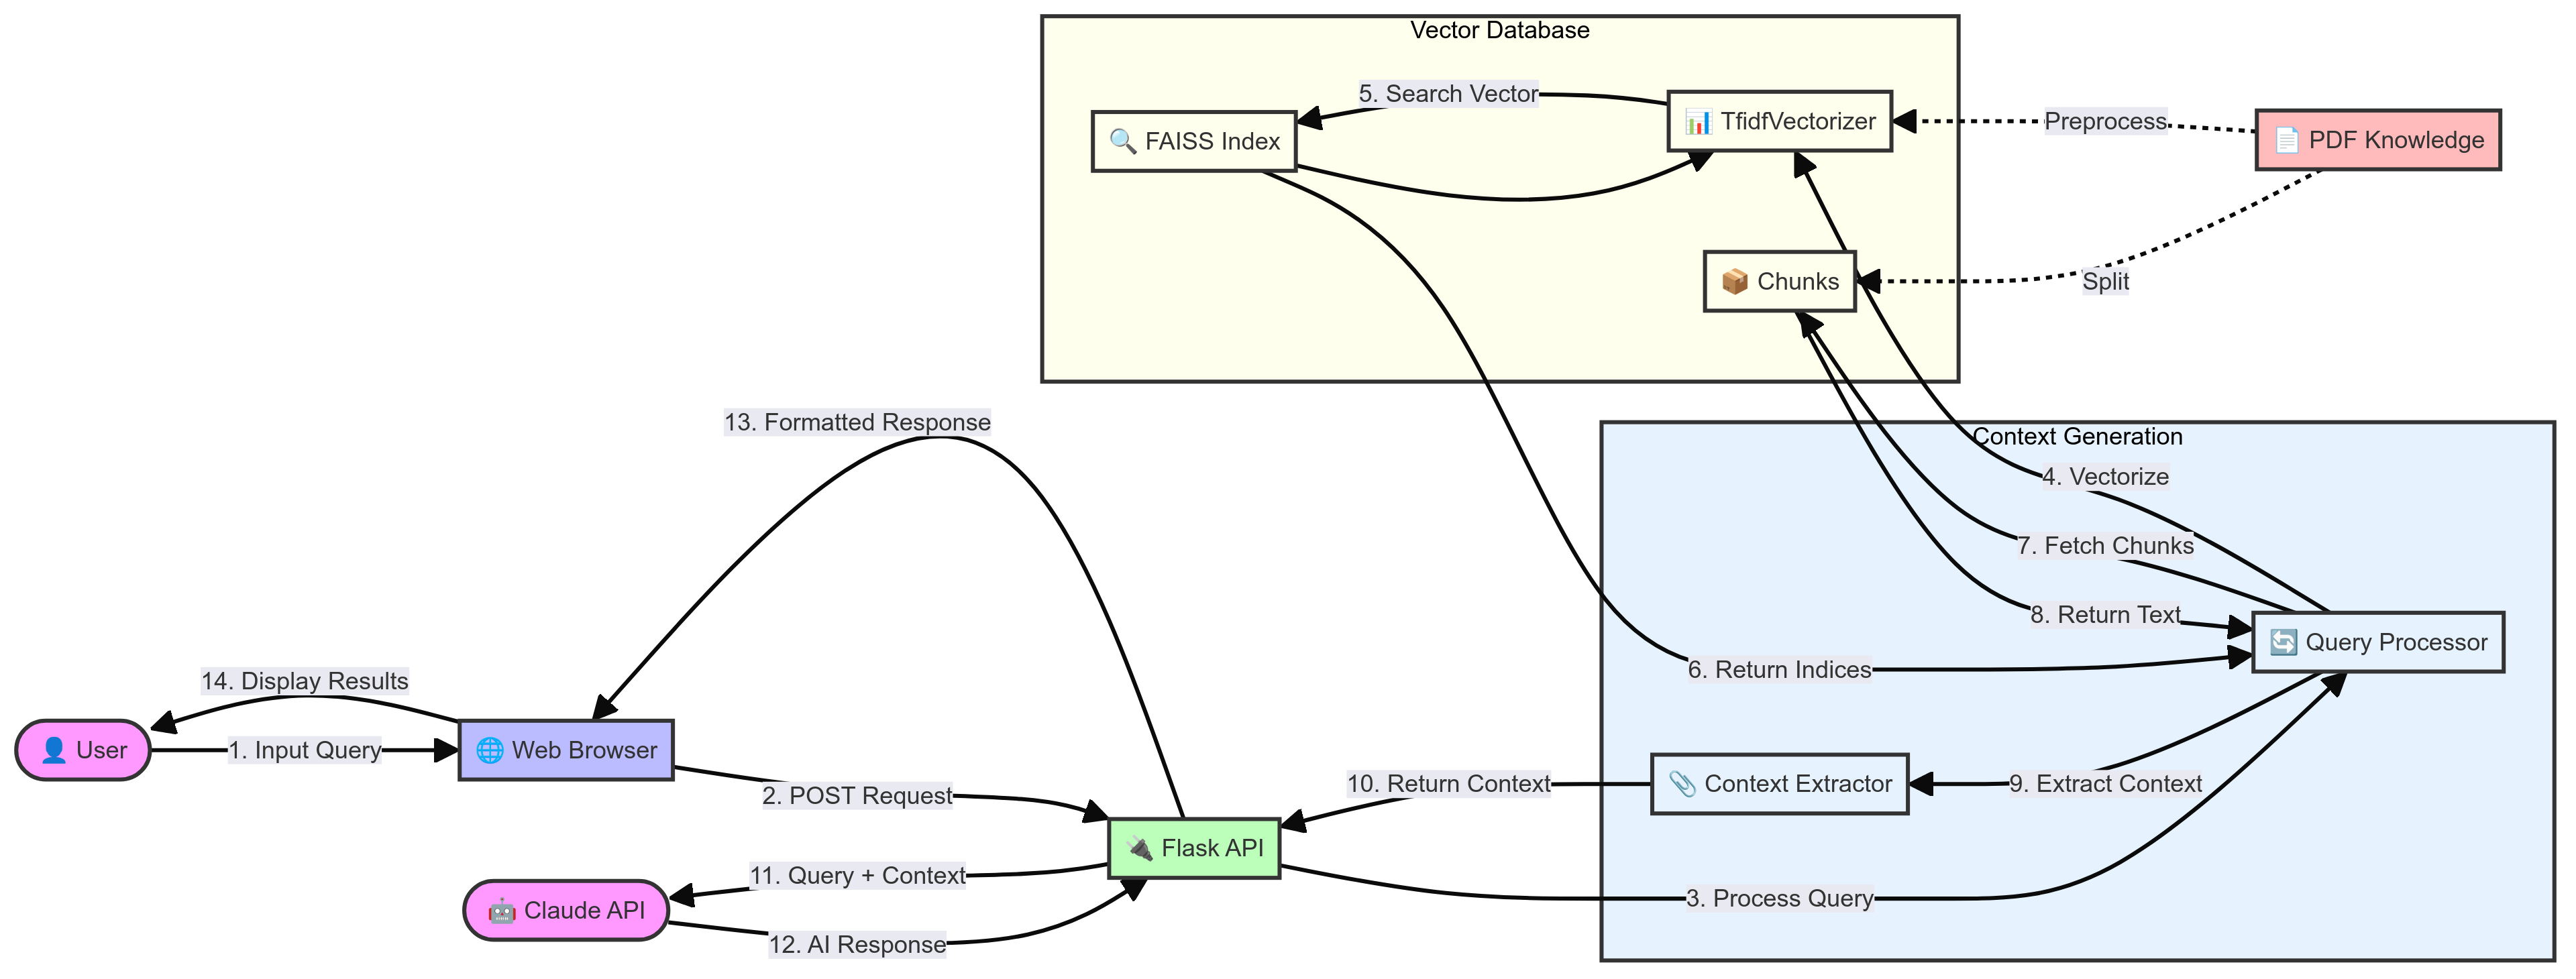 Vector Database
5. Search Vector
FAISS Index
TfidfVectorizer
Preprocess
PDF Knowledge
Chunks
Split
13. Formatted Response
Context Generation
4. Vectorize
7. Fetch Chunks
8. Return Text
Query Processor
6. Return Indices
14. Display Results
User
1. Input Query
Web Browser
2. POST Request
10. Return Context
Context Extractor
9. Extract Context
Flask API
11. Query + Context
3. Process Query
Claude API
12. AI Response